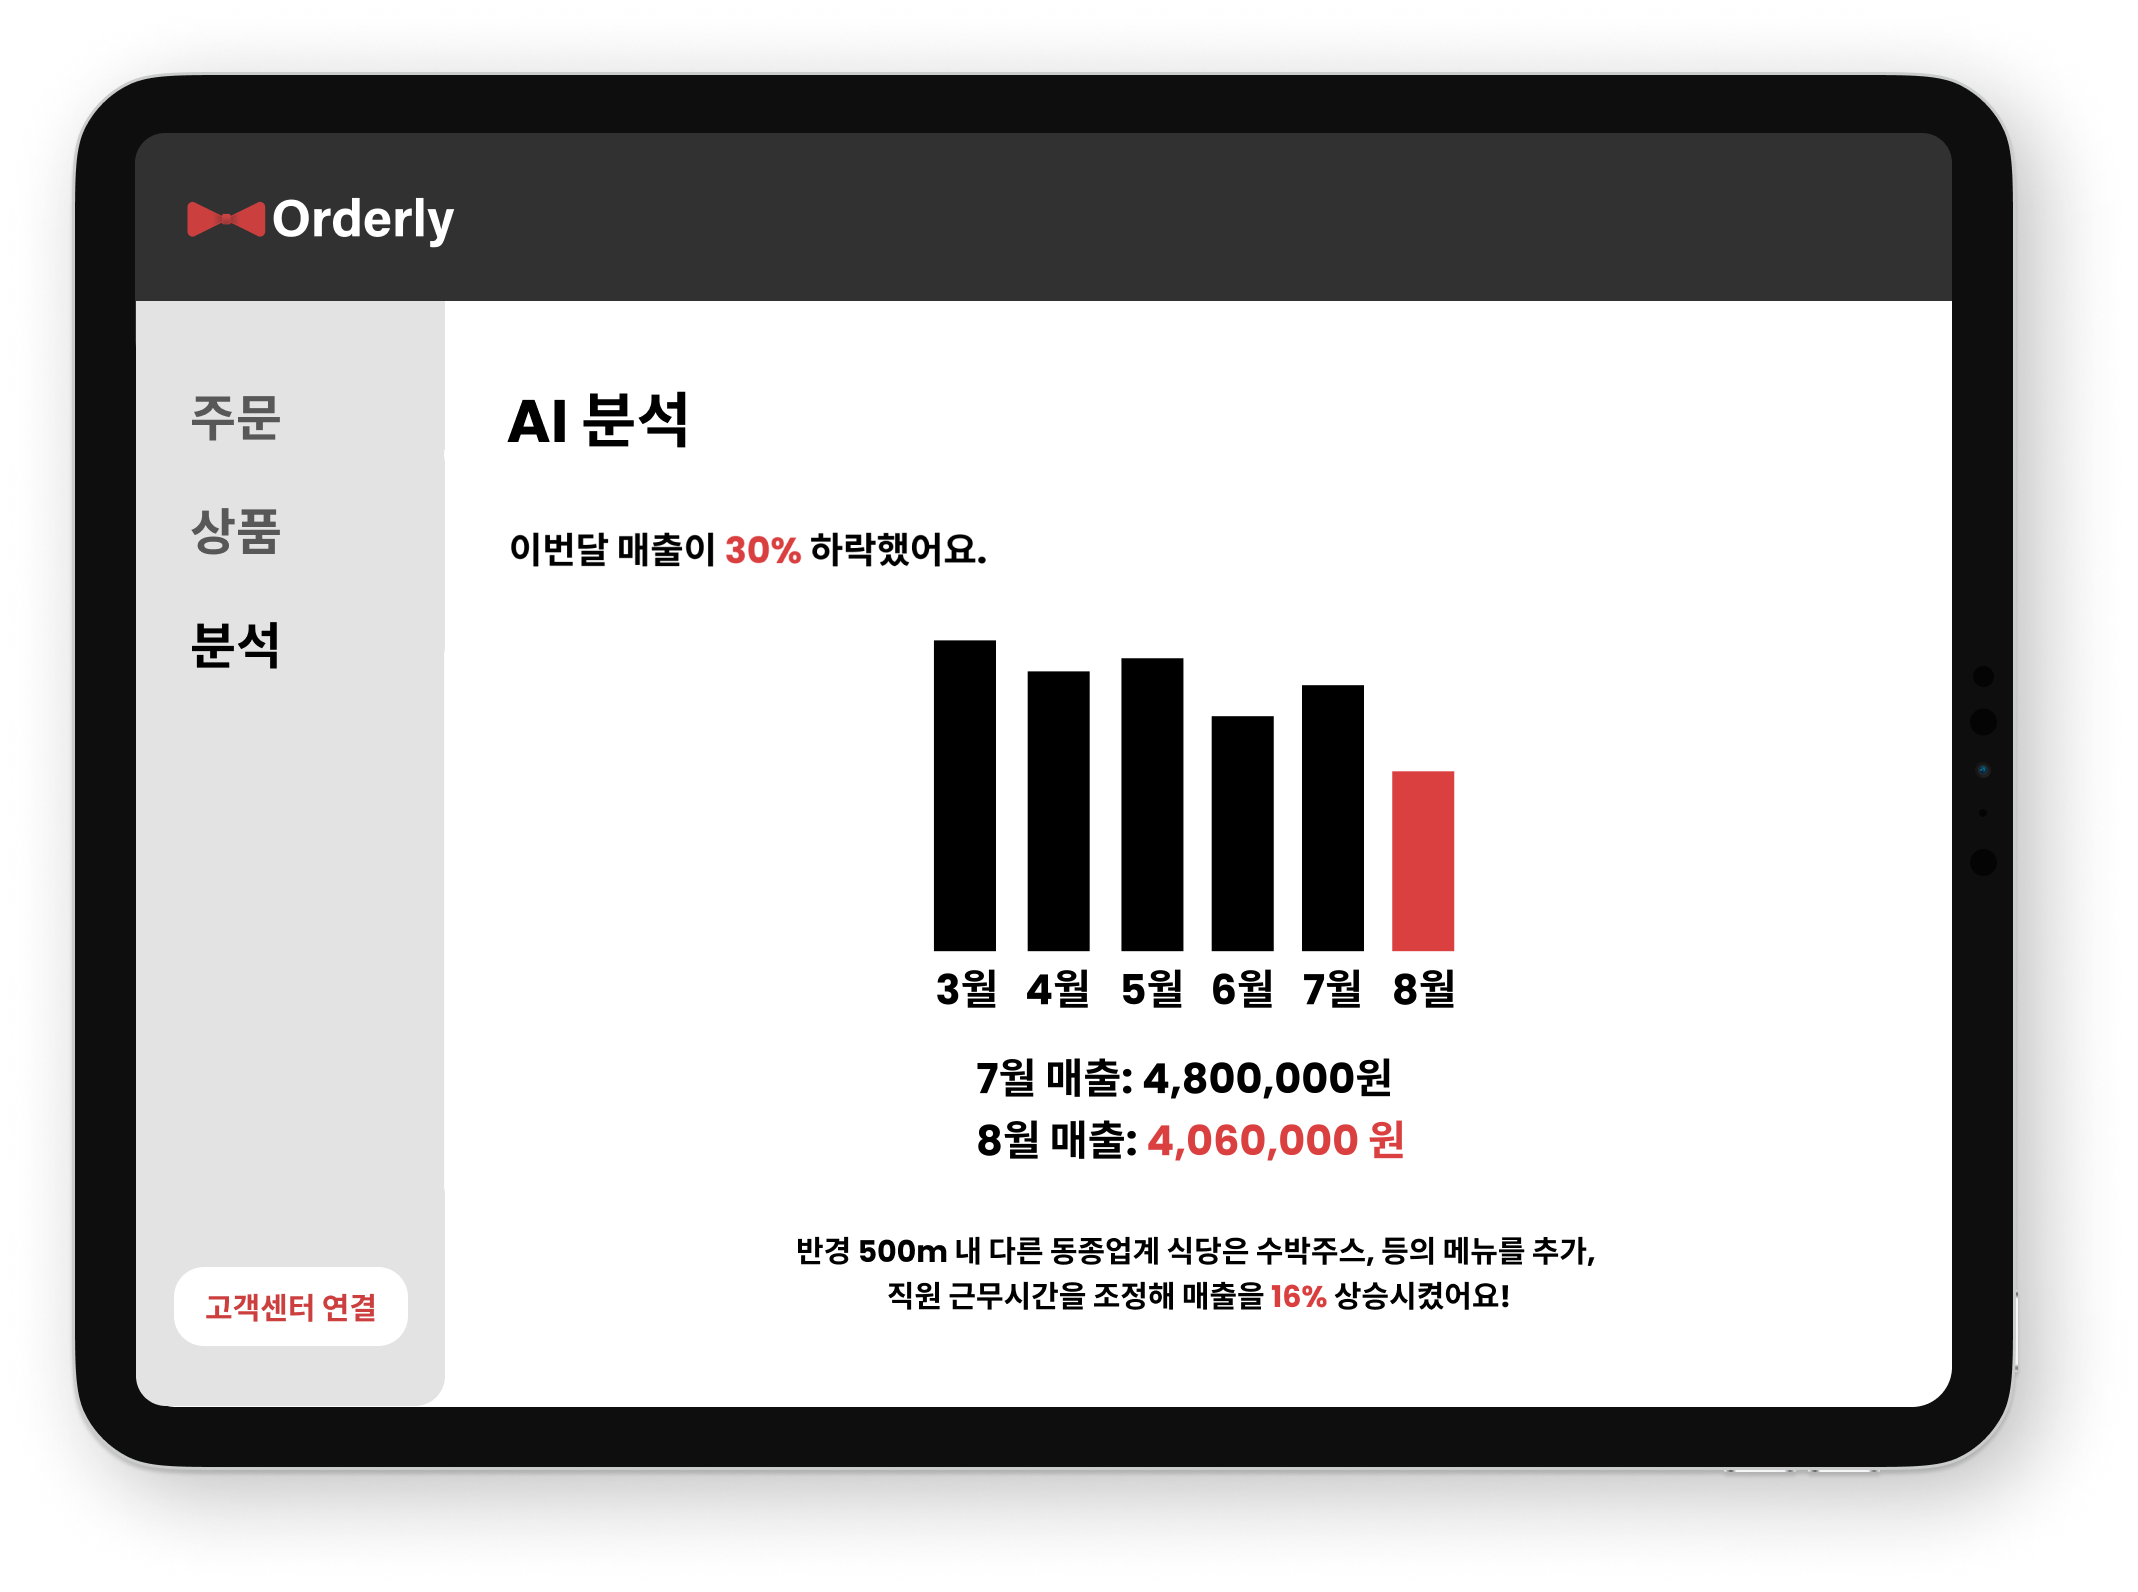 Orderly
주문
상품
분석
고객센터 연결
AI 분석
이번달 매출이 30% 하락했어요.
3월 4월 5월 6월 7월 8월
7월 매출: 4,800,000원
8월 매출: 4,060,000 원
반경 500m 내 다른 동종업계 식당은 수박주스, 등의 메뉴를 추가,
직원 근무시간을 조정해 매출을 16% 상승시켰어요!